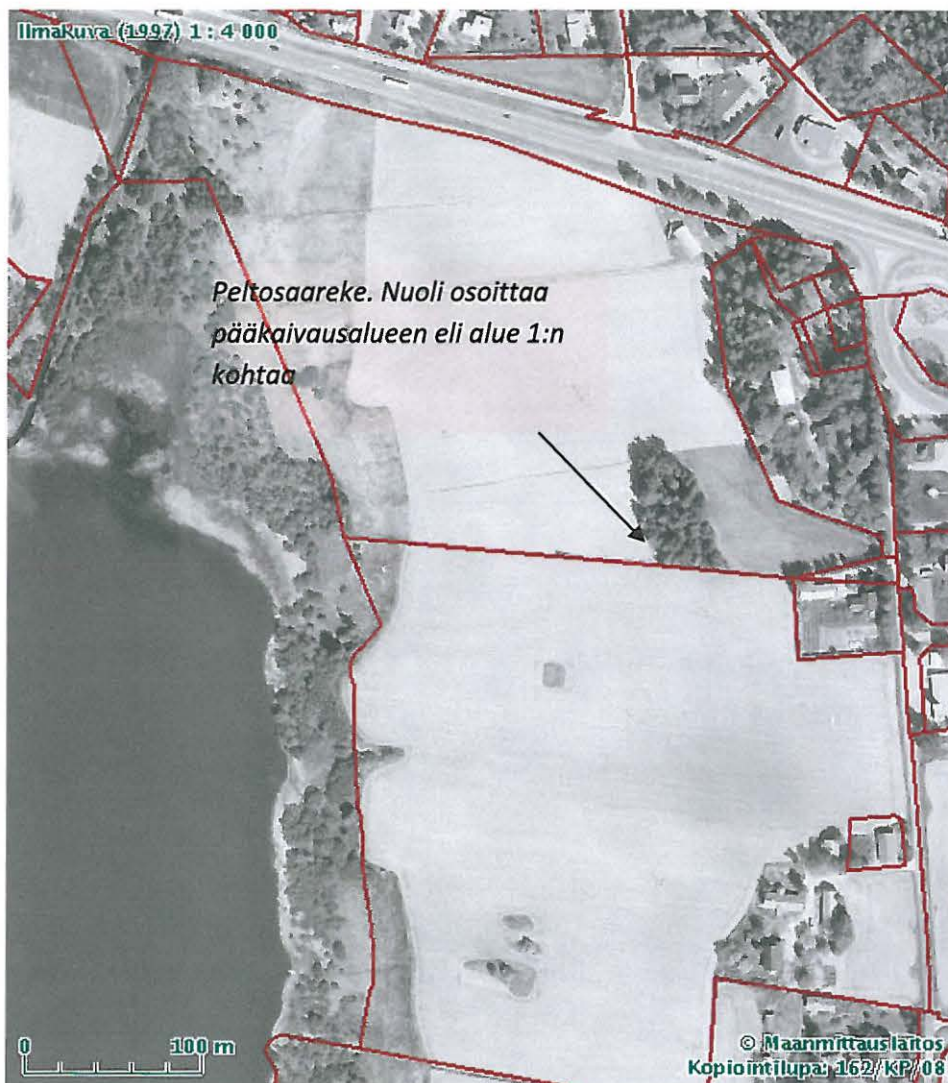 Ilmakuva (1997) 1 : 4 000
Peltosaareke. Nuoli osoittaa
pääkaivausalueen eli alue 1:n
kohtaa
0 100 m
© Maanmittauslaitos
Kopiointilupa: 162/KP/08